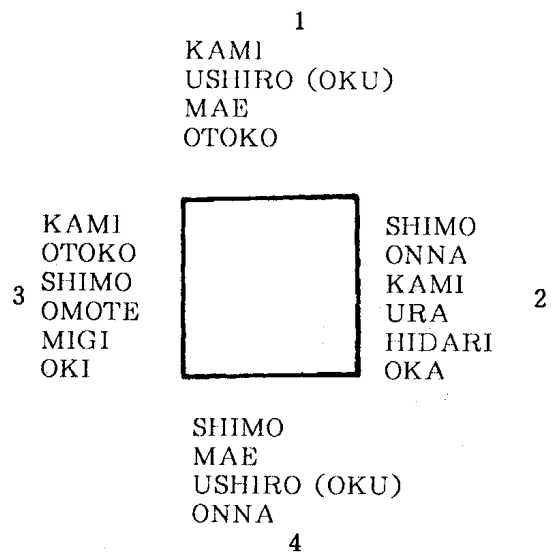 1
KAMI
USHIRO (OKU)
MAE
OTOKO
3
KAMI
OTOKO
SHIMO
OMOTE
MIGI
OKI
SHIMO
ONNA
KAMI
URA
HIDARI
OKA
2
SHIMO
MAE
USHIRO (OKU)
ONNA
4